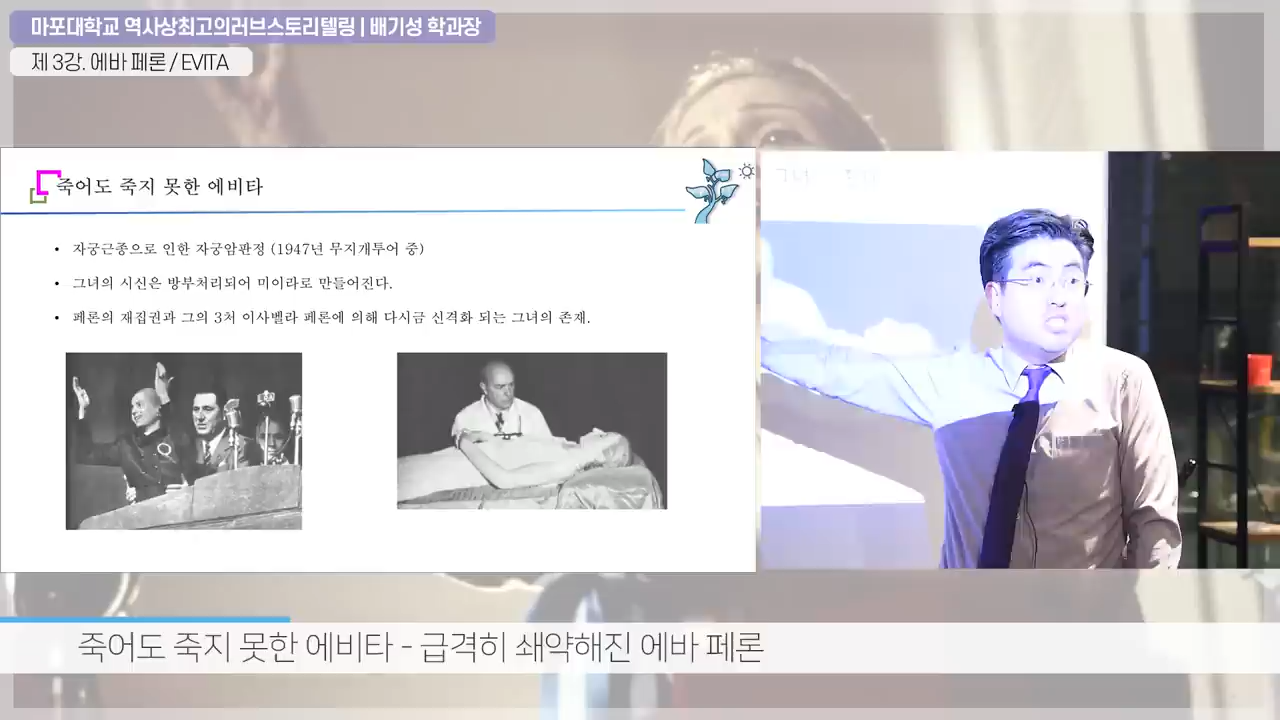 마포대학교 역사상최고의러브스토리텔링 | 배기성 학과장
제 3강. 에바 페론 / EVITA
죽어도 죽지 못한 에비타
• 자궁근종으로 인한 자궁암판정 (1947년 무지개투어 중)
• 그녀의 시신은 방부처리되어 미이라로 만들어진다.
• 페론의 재집권과 그의 3처 이사벨라 페론에 의해 다시금 신격화 되는 그녀의 존재.
죽어도 죽지 못한 에비타 - 급격히 쇄약해진 에바 페론